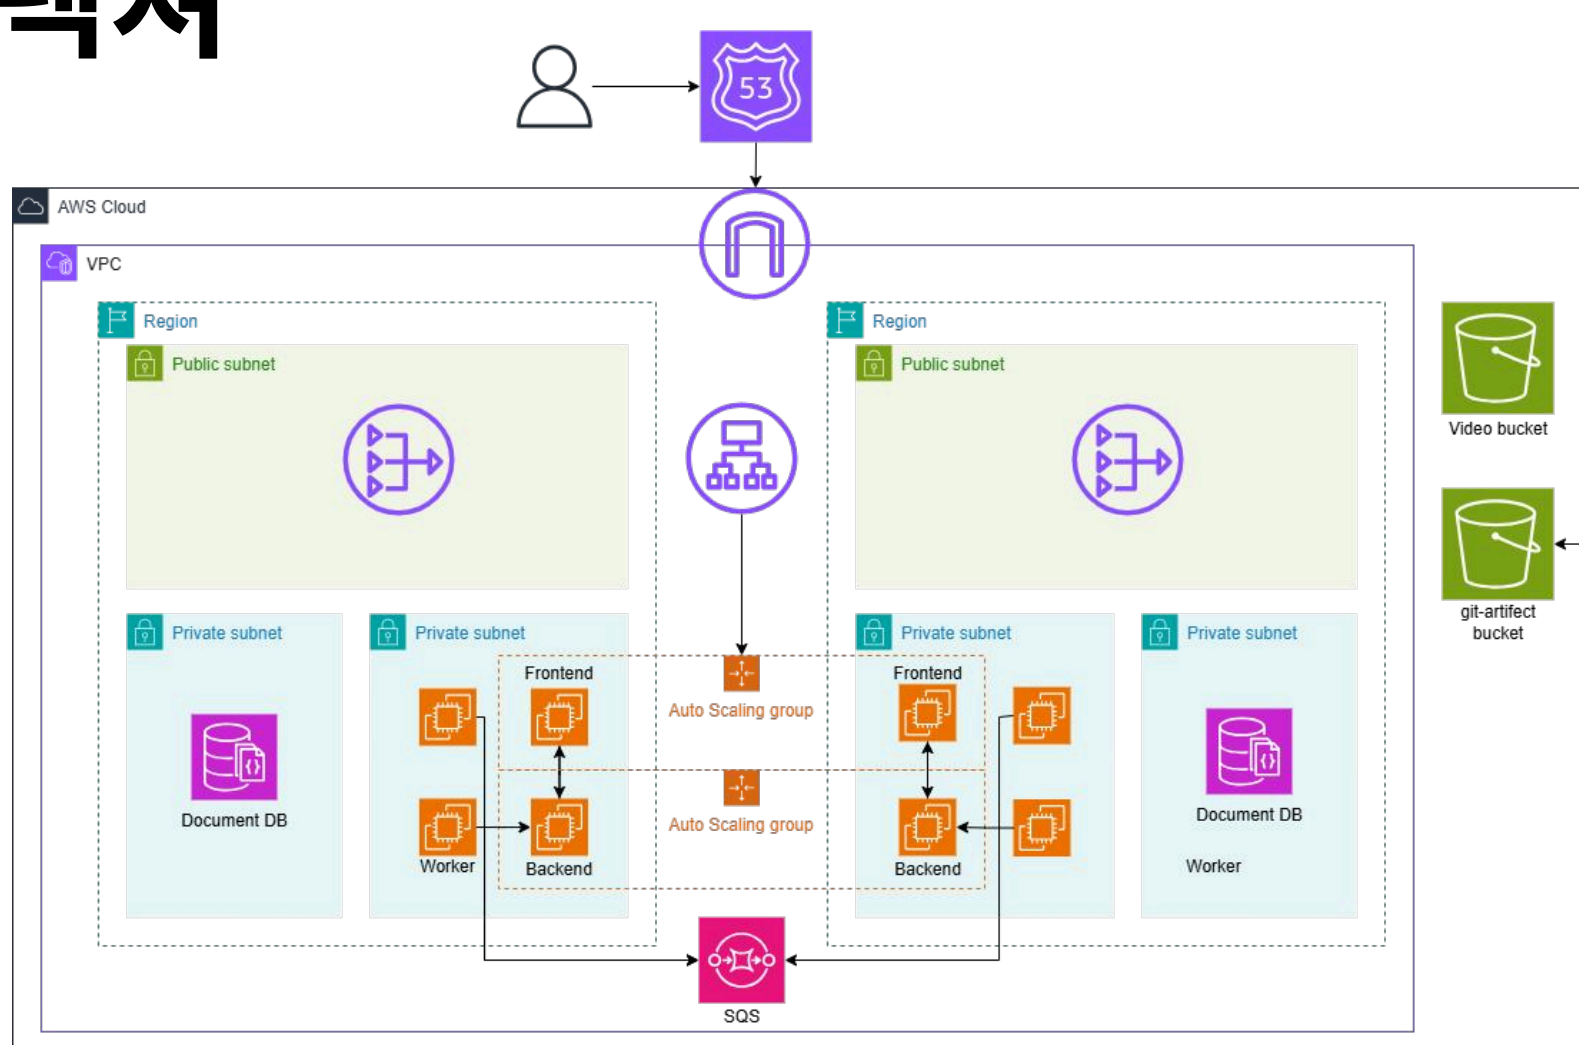 53
AWS Cloud
VPC
Region
Public subnet
Region
Public subnet
Video bucket
git-artifect
bucket
Private subnet
Private subnet
Private subnet
Private subnet
Frontend
Frontend
Auto Scaling group
Document DB
Document DB
Auto Scaling group
Worker
Backend
Backend
Worker
SQS